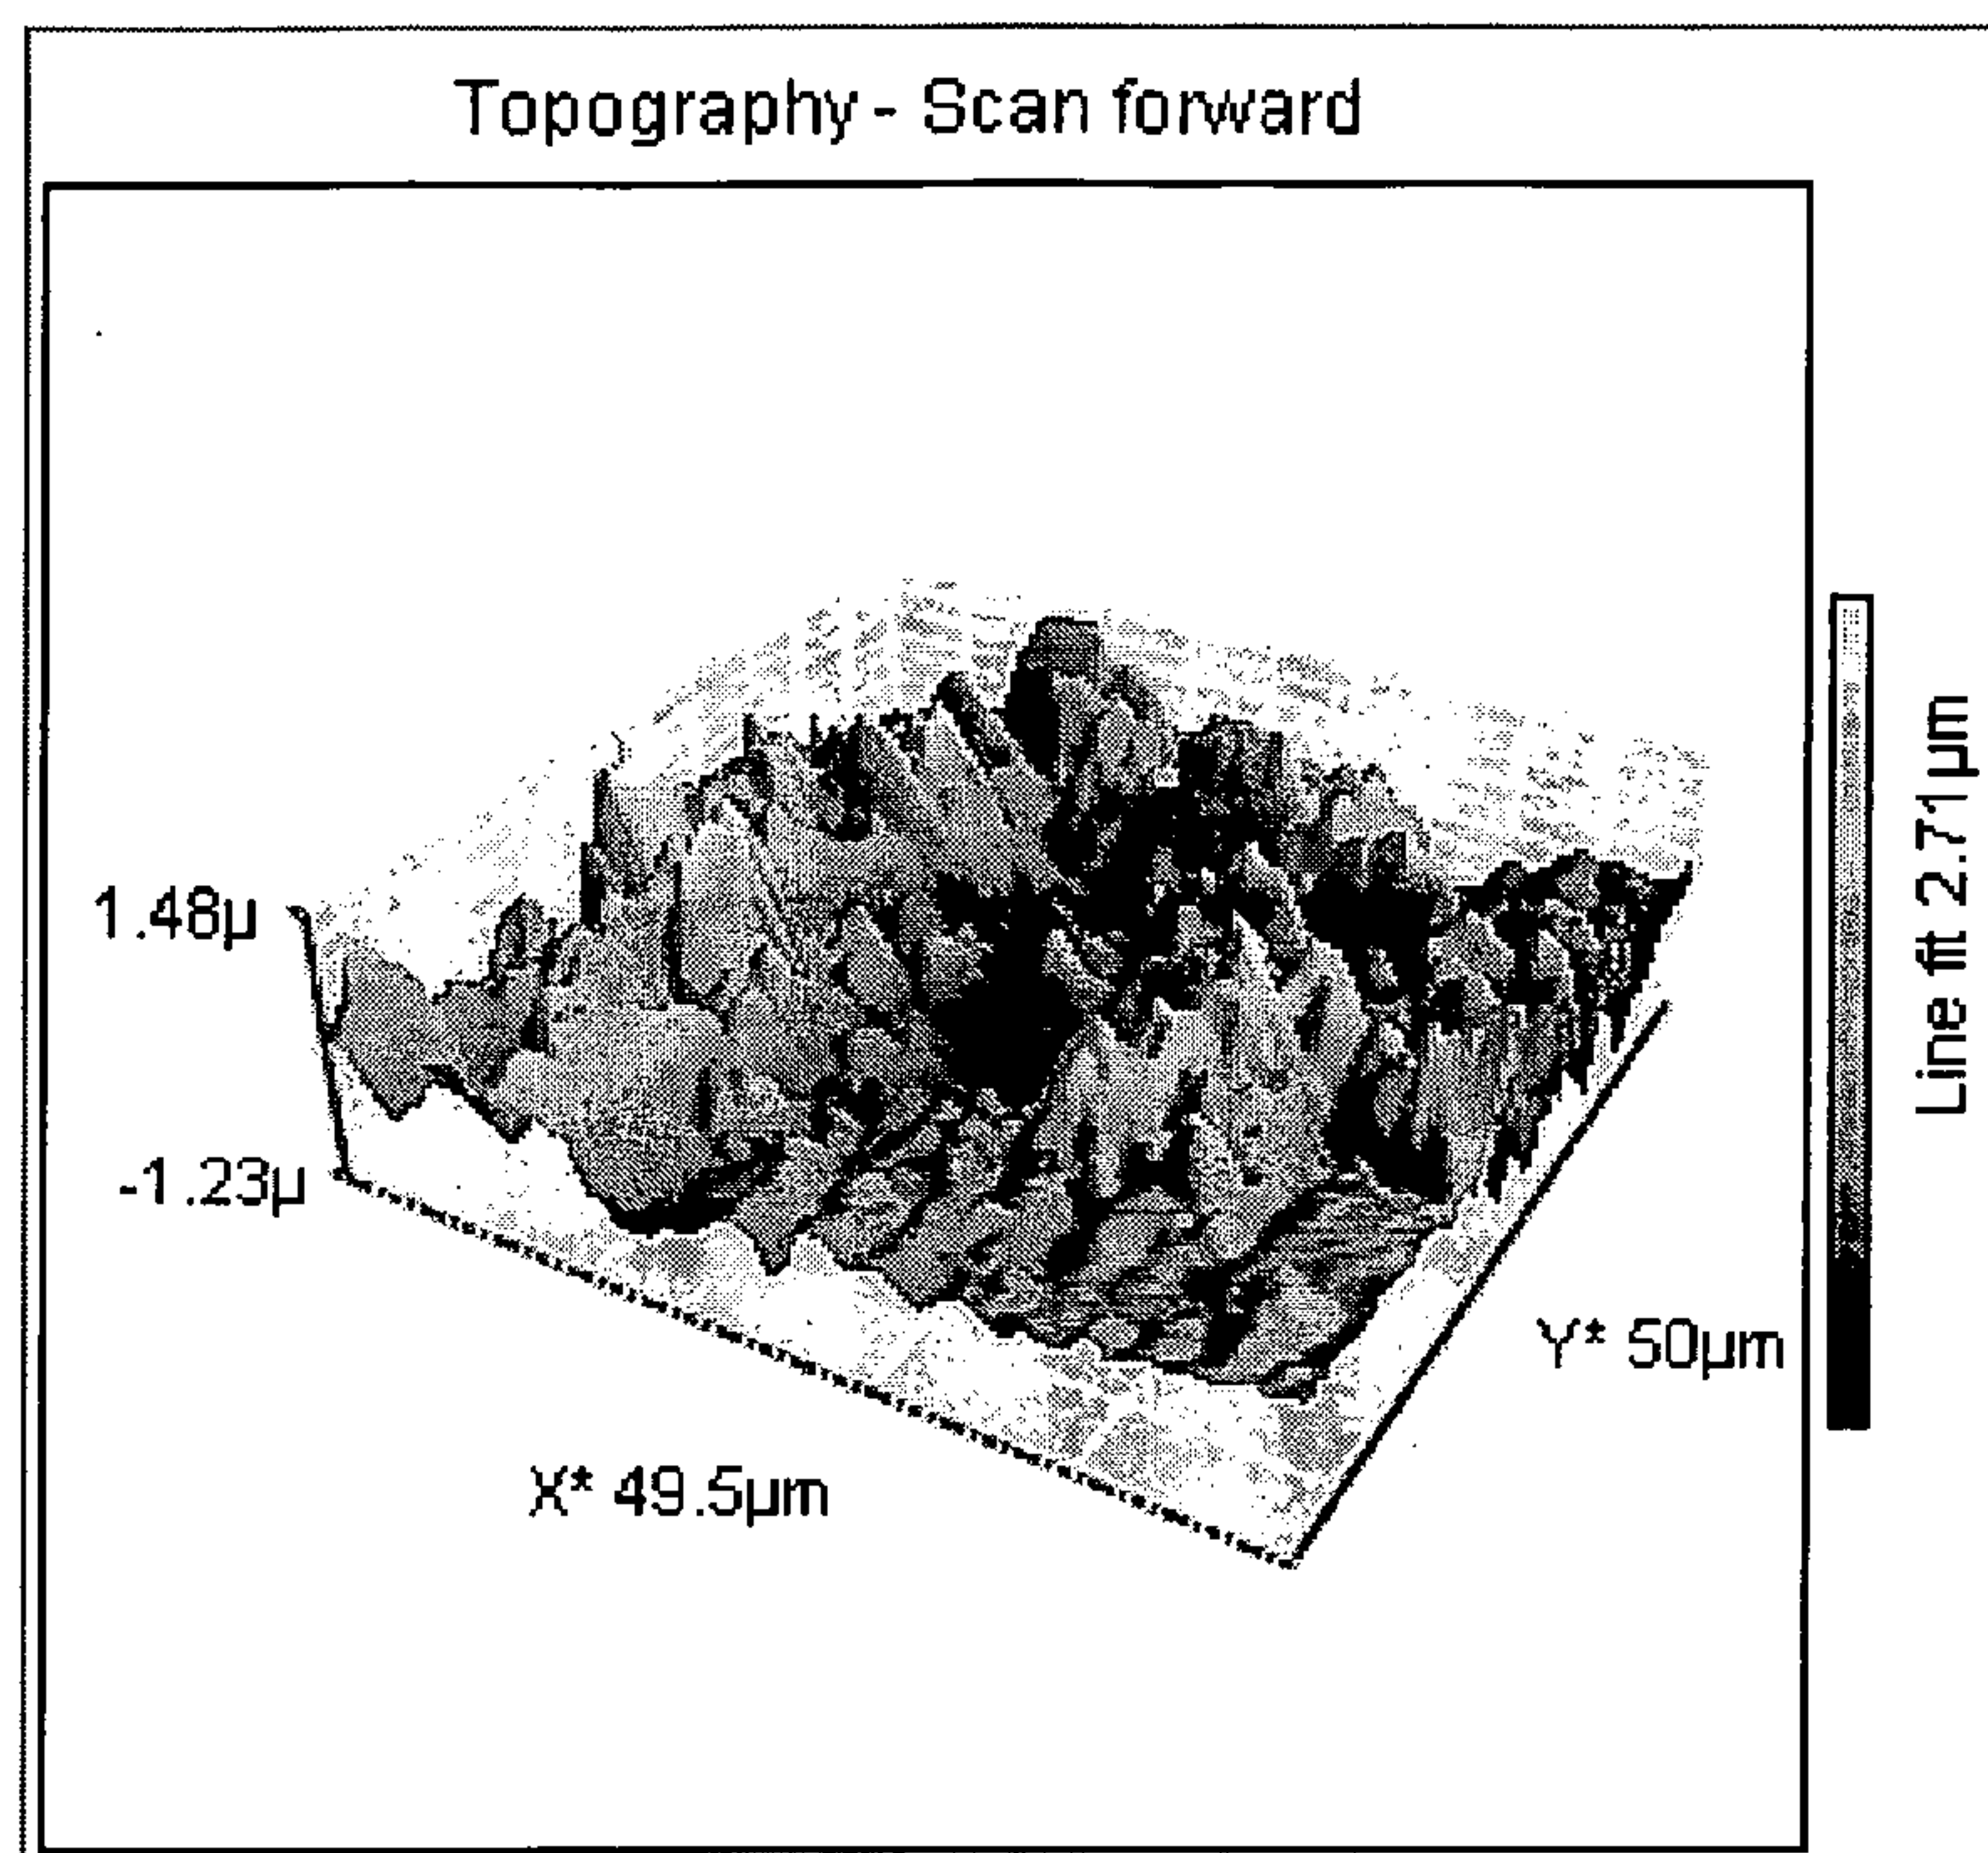 Topography - Scan forward
1.48µ
-1.23µ
X* 49.5µm
Y* 50µm
Line fit 2.71µm